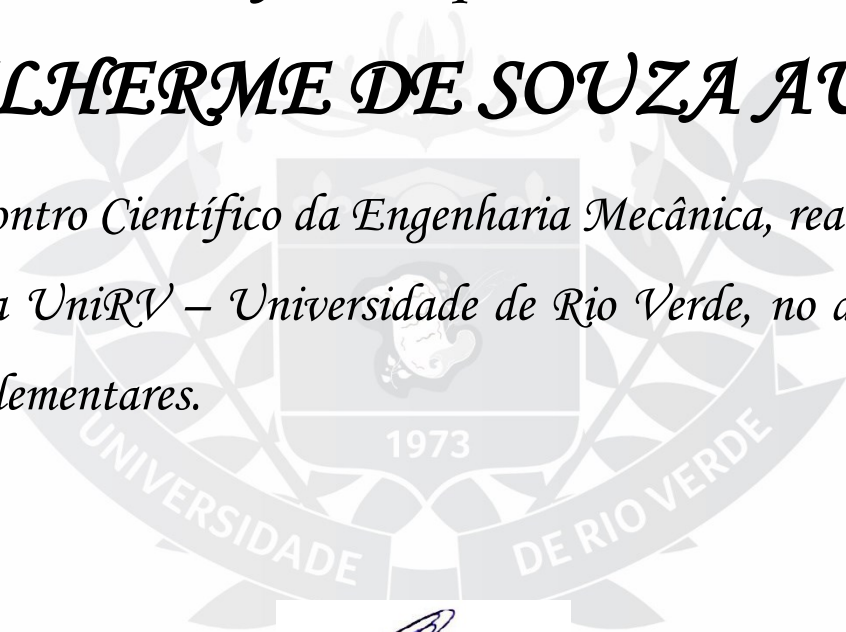 LHERME DE SOUZA AU
ontro Científico da Engenharia Mecânica, rea
a UniRV – Universidade de Rio Verde, no d
lementares.
1973
UNIVERSIDADE DE RIO VERDE